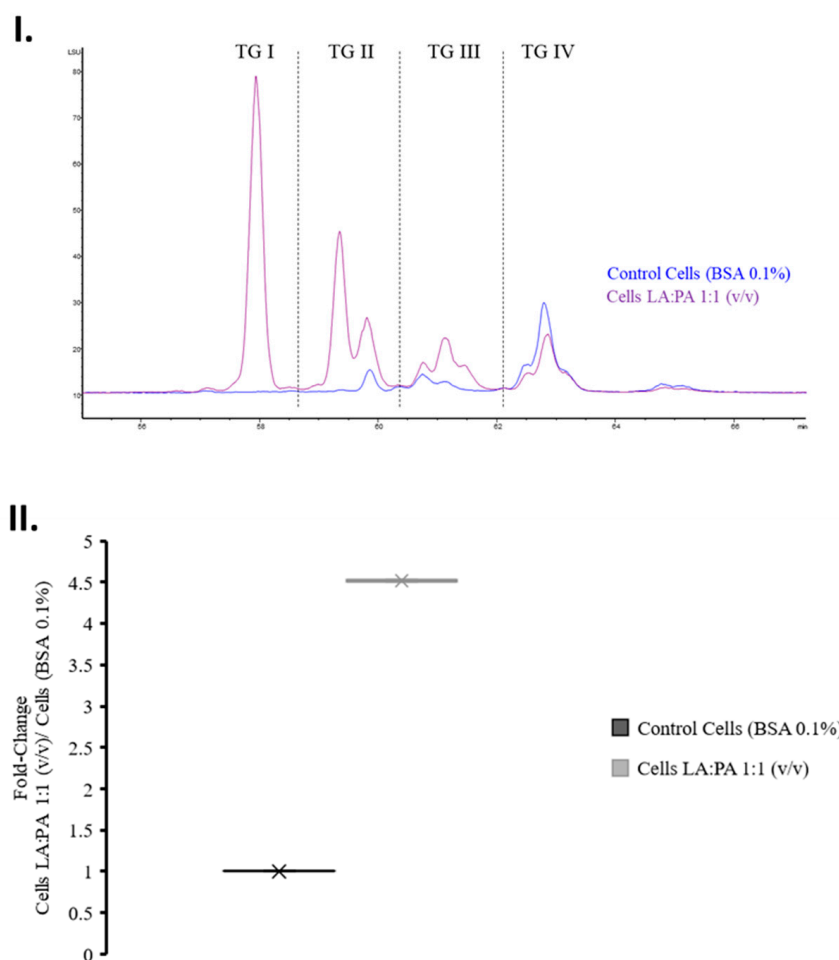 I.
LSU
TG I TG II TG III TG IV
80
70
60
50
40
30
20
10
Control Cells (BSA 0.1%)
Cells LA:PA 1:1 (v/v)
56 58 60 62 64 66 min
II.
Fold-Change
Cells LA:PA 1:1 (v/v)/ Cells (BSA 0.1%)
5
4.5
4
3.5
3
2.5
2
1.5
1
0.5
0
Control Cells (BSA 0.1%)
Cells LA:PA 1:1 (v/v)